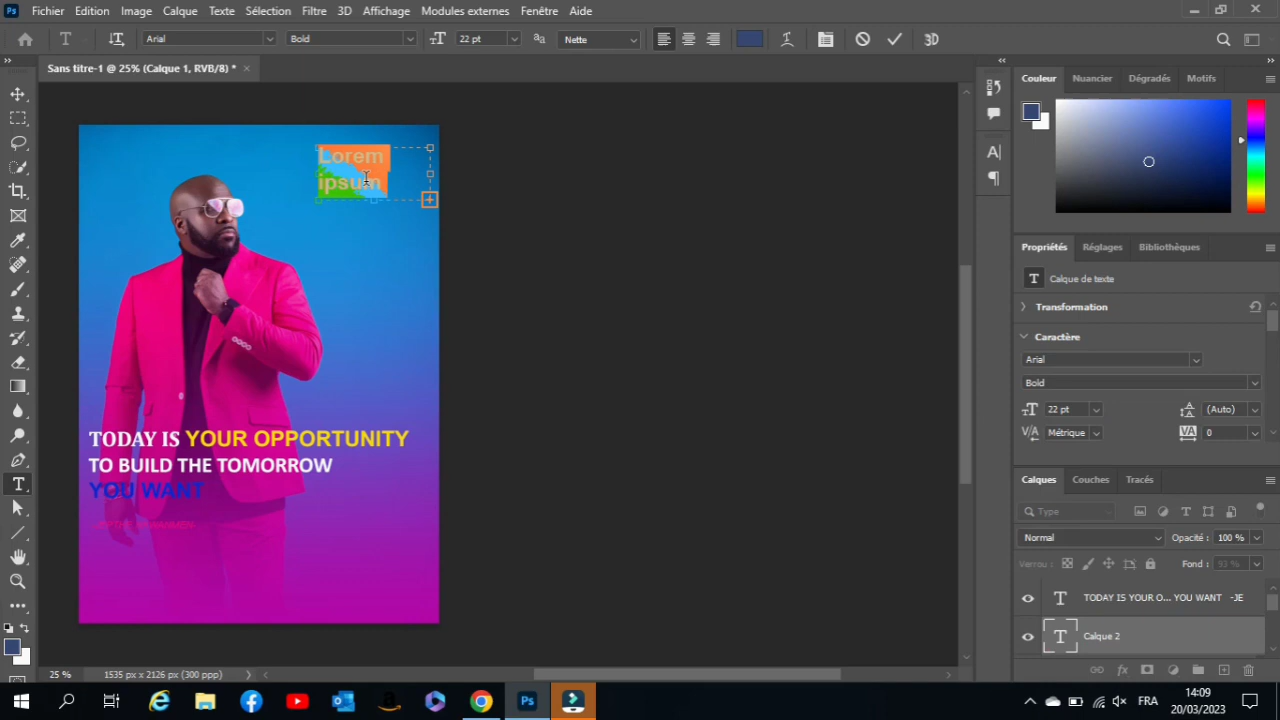 Fichier Edition Image Calque Texte Sélection Filtre 3D Affichage Modules externes Fenêtre Aide
Arial Bold 22 pt Nette 3D
Sans titre-1 @ 25% (Calque 1, RVB/8) *
Couleur Nuancier Dégradés Motifs
Lorem
ipsum
TODAY IS YOUR OPPORTUNITY
TO BUILD THE TOMORROW
YOU WANT
Propriétés Réglages Bibliothèques
Calque de texte
Transformation
Caractère
Arial
Bold
22 pt (Auto)
Métrique 0
Calques Couches Tracés
Type
Normal Opacité : 100 %
Verrou : Fond : 93 %
TODAY IS YOUR O... YOU WANT -JE
Calque 2
25 % 1535 px x 2126 px (300 ppp)
FRA
14:09
20/03/2023